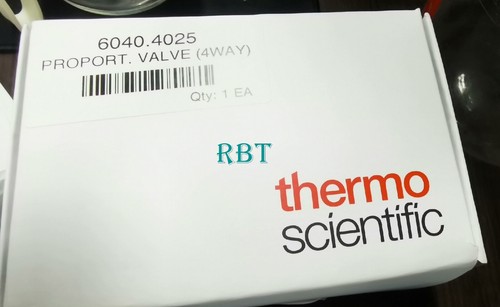 6040.4025
PROPORT. VALVE (4WAY)
Qty: 1 EA
RBT
thermo
scientific